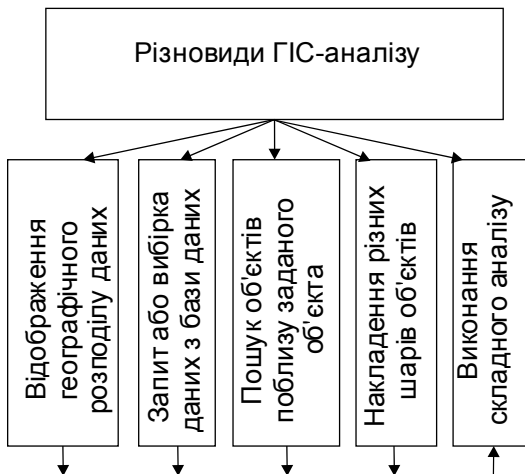 Різновиди ГІС-аналізу
Відображення
географічного
розподілу даних
Запит або вибірка
даних з бази даних
Пошук об'єктів
поблизу заданого
об'єкта
Накладення різних
шарів об'єктів
Виконання
складного аналізу